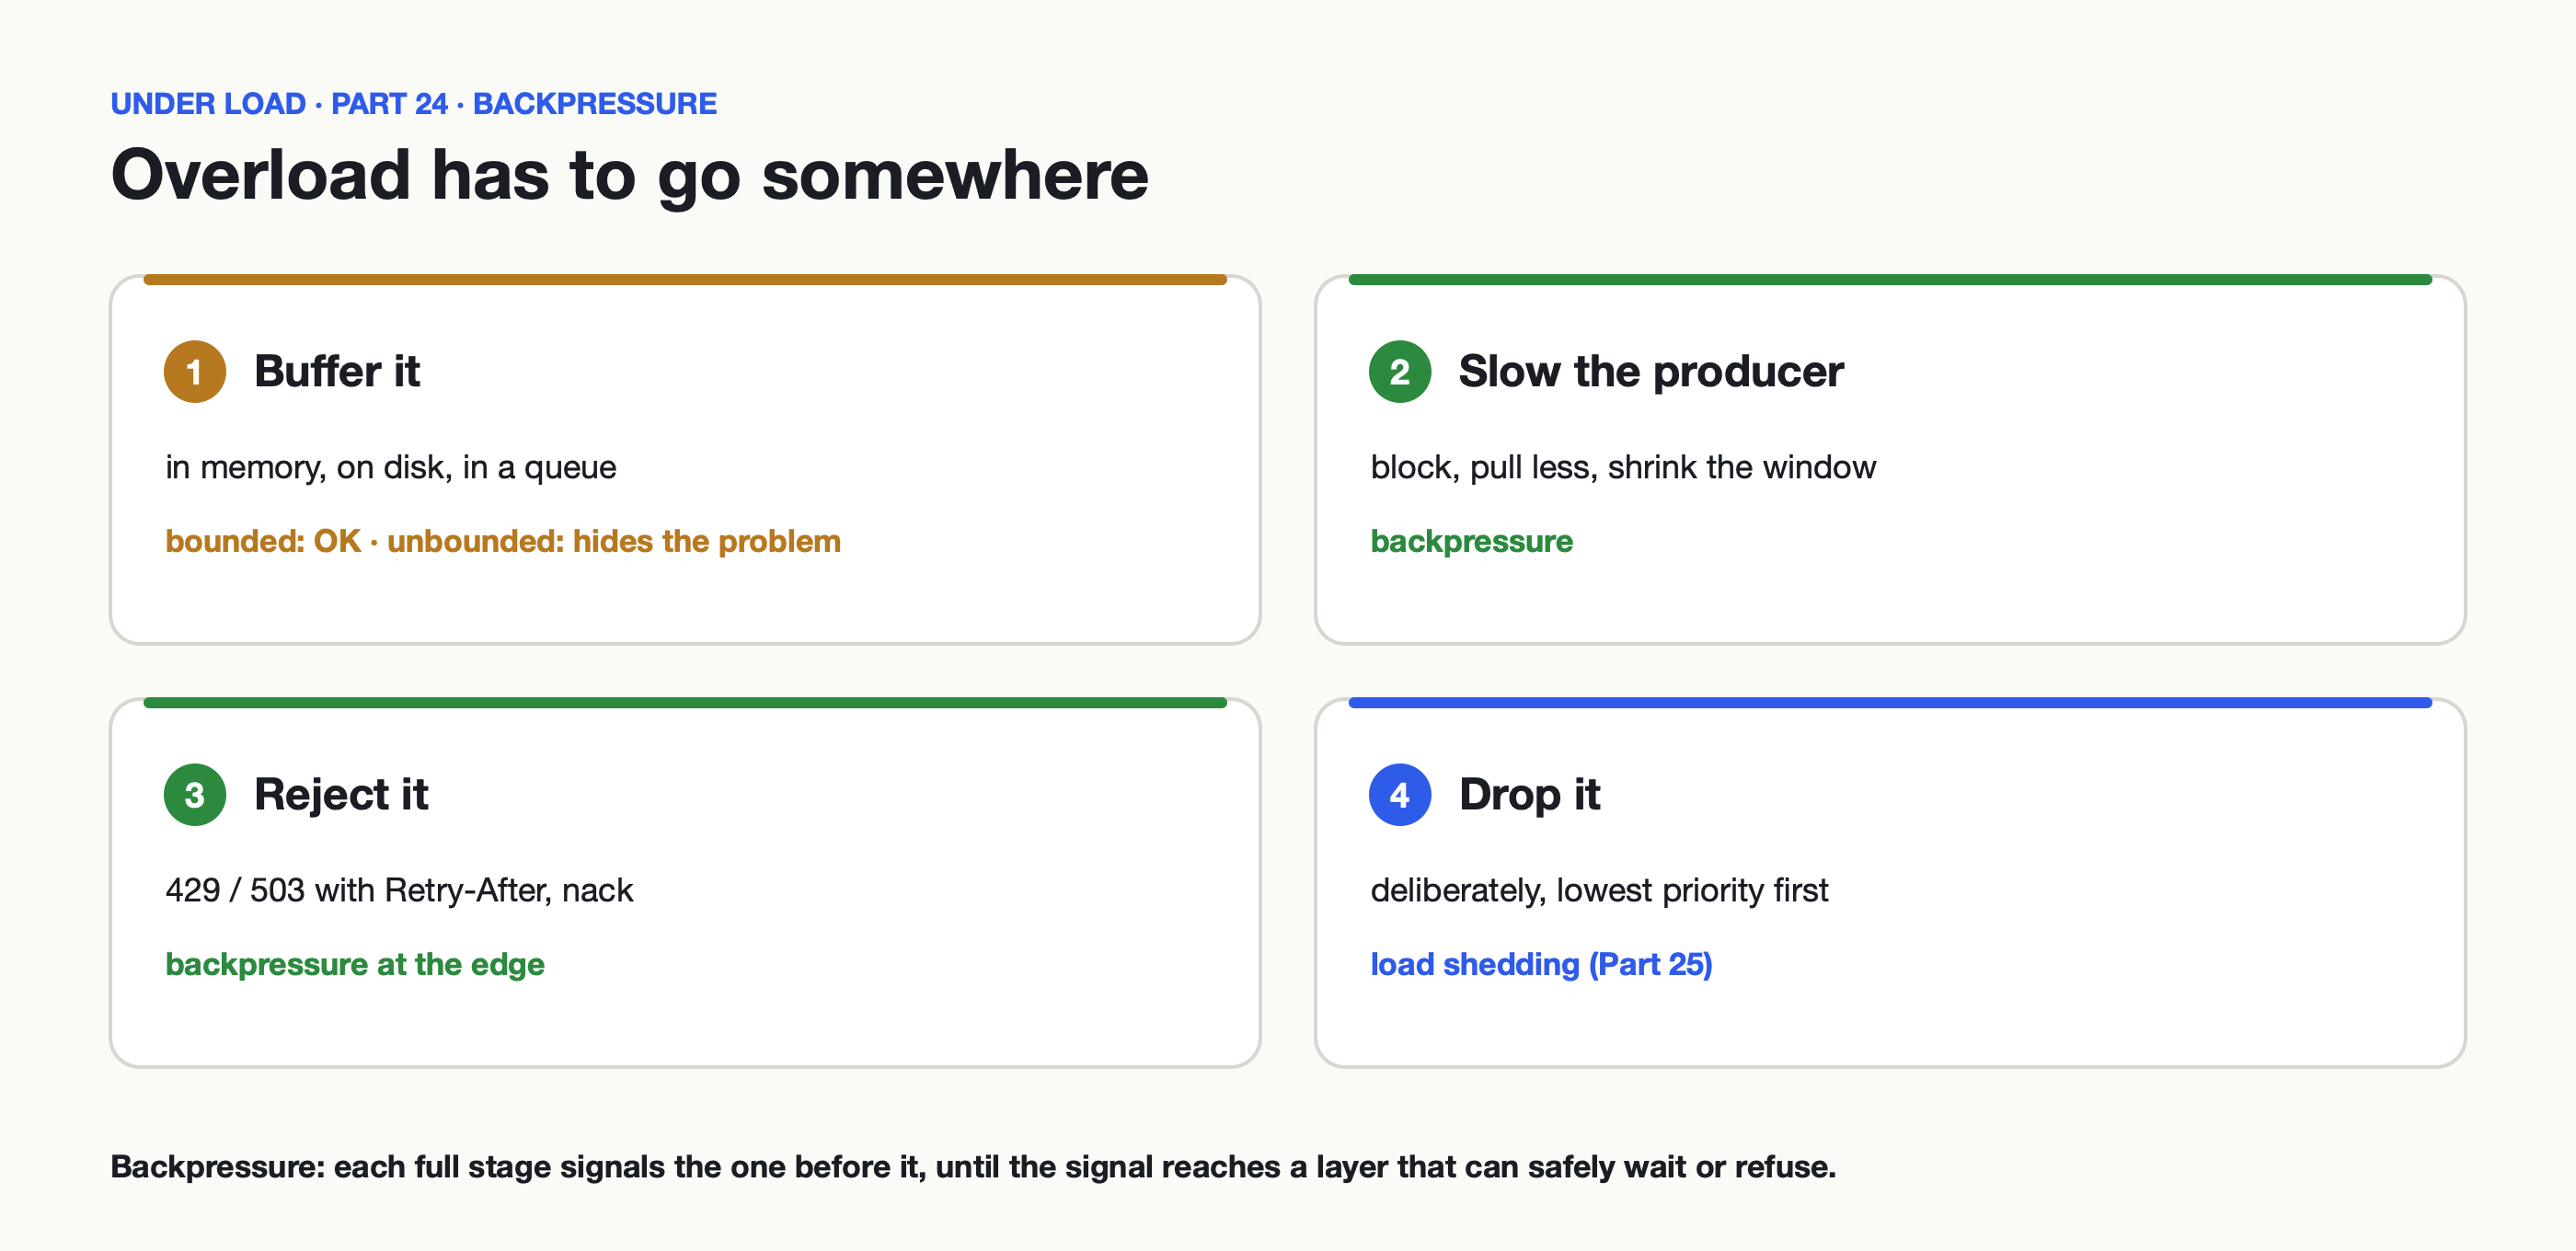 UNDER LOAD · PART 24 · BACKPRESSURE
Overload has to go somewhere
1 Buffer it
in memory, on disk, in a queue
bounded: OK · unbounded: hides the problem
2 Slow the producer
block, pull less, shrink the window
backpressure
3 Reject it
429 / 503 with Retry-After, nack
backpressure at the edge
4 Drop it
deliberately, lowest priority first
load shedding (Part 25)
Backpressure: each full stage signals the one before it, until the signal reaches a layer that can safely wait or refuse.